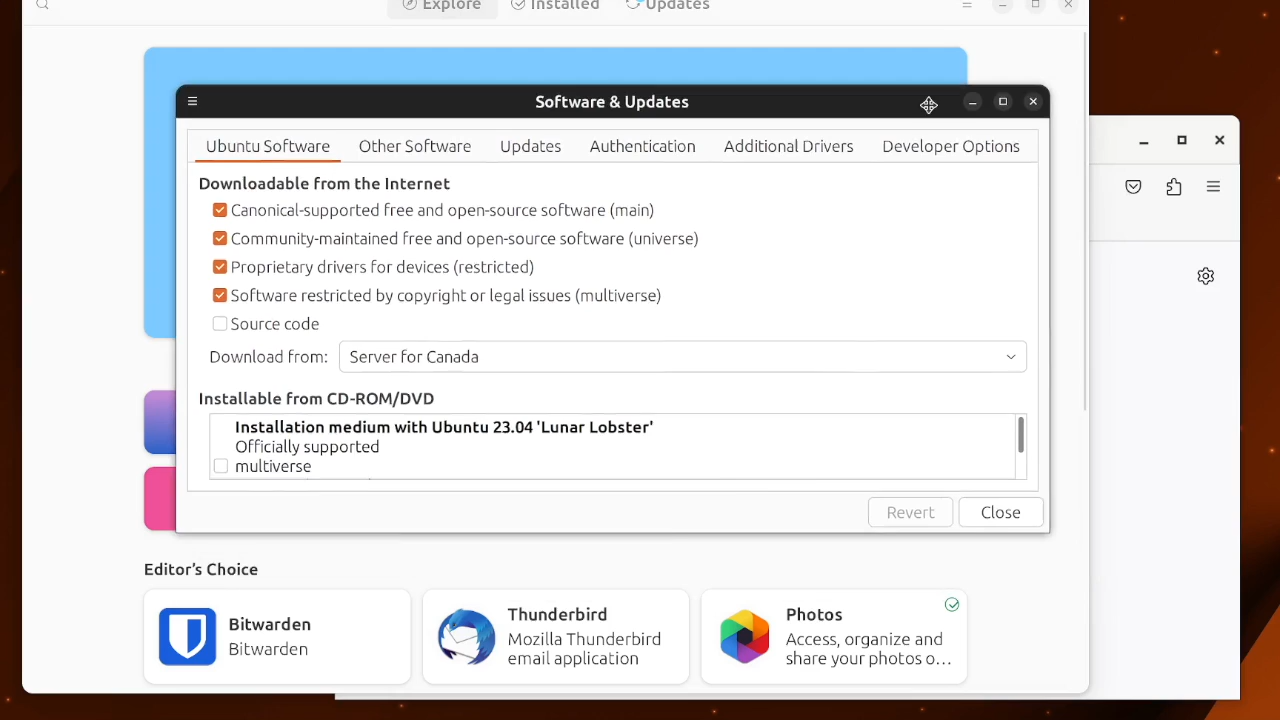 Explore
Installed
Updates
Software & Updates
Ubuntu Software
Other Software
Updates
Authentication
Additional Drivers
Developer Options
Downloadable from the Internet
Canonical-supported free and open-source software (main)
Community-maintained free and open-source software (universe)
Proprietary drivers for devices (restricted)
Software restricted by copyright or legal issues (multiverse)
Source code
Download from:
Server for Canada
Installable from CD-ROM/DVD
Installation medium with Ubuntu 23.04 'Lunar Lobster'
Officially supported
multiverse
Revert
Close
Editor's Choice
Bitwarden
Bitwarden
Thunderbird
Mozilla Thunderbird
email application
Photos
Access, organize and
share your photos o…